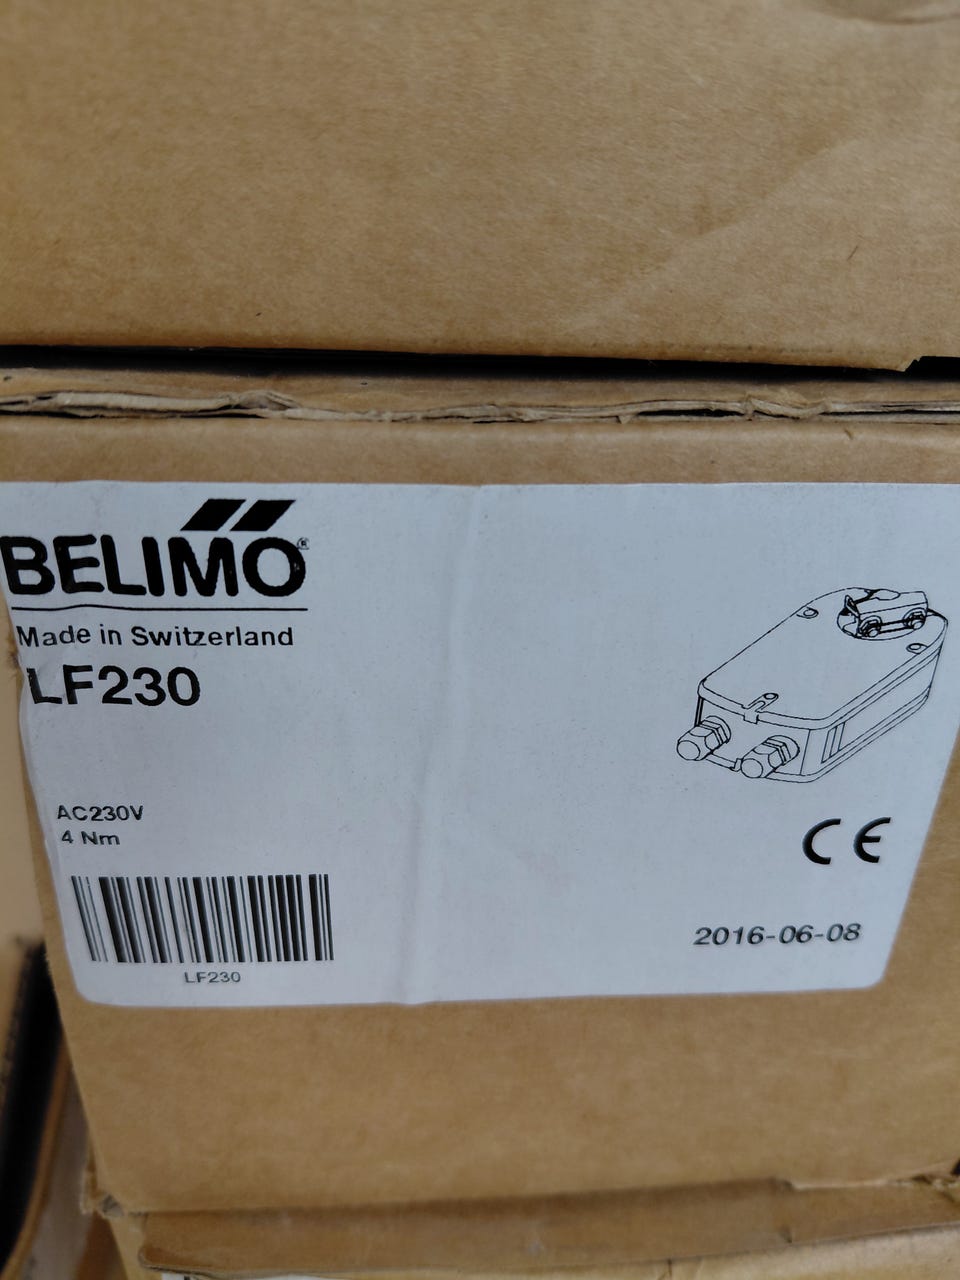 BELIMO®
Made in Switzerland
LF230
AC230V
4 Nm
CE
LF230
2016-06-08